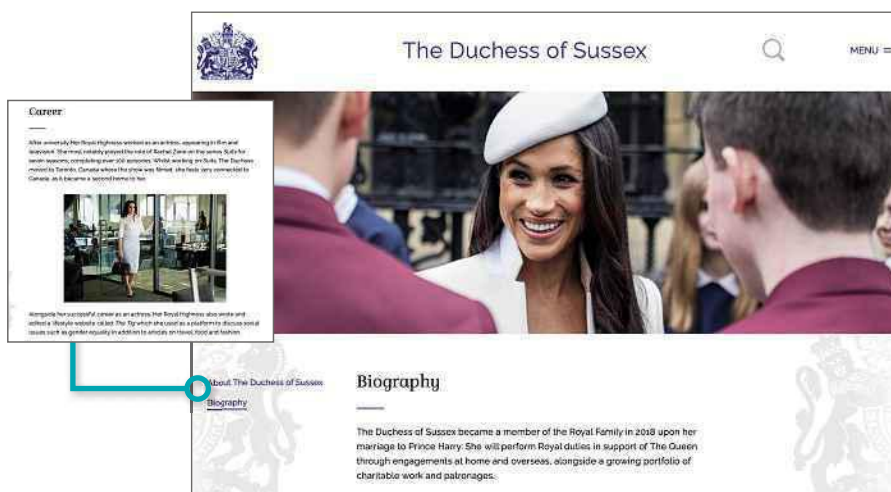 The Duchess of Sussex
MENU
Career
After university Her Royal Highness worked as an actress, appearing in film and
television. She most notably played the role of Rachel Zane on the series Suits for
seven seasons, completing over 100 episodes. Whilst working on Suits, The Duchess
moved to Toronto, Canada where the show was filmed; she feels very connected to
Canada, as it became a second home to her.
Alongside her successful career as an actress, Her Royal Highness also wrote and
edited a lifestyle website called The Tig which she used as a platform to discuss social
issues such as gender equality in addition to articles on travel, food and fashion.
About The Duchess of Sussex
Biography
Biography
The Duchess of Sussex became a member of the Royal Family in 2018 upon her
marriage to Prince Harry. She will perform Royal duties in support of The Queen
through engagements at home and overseas, alongside a growing portfolio of
charitable work and patronages.